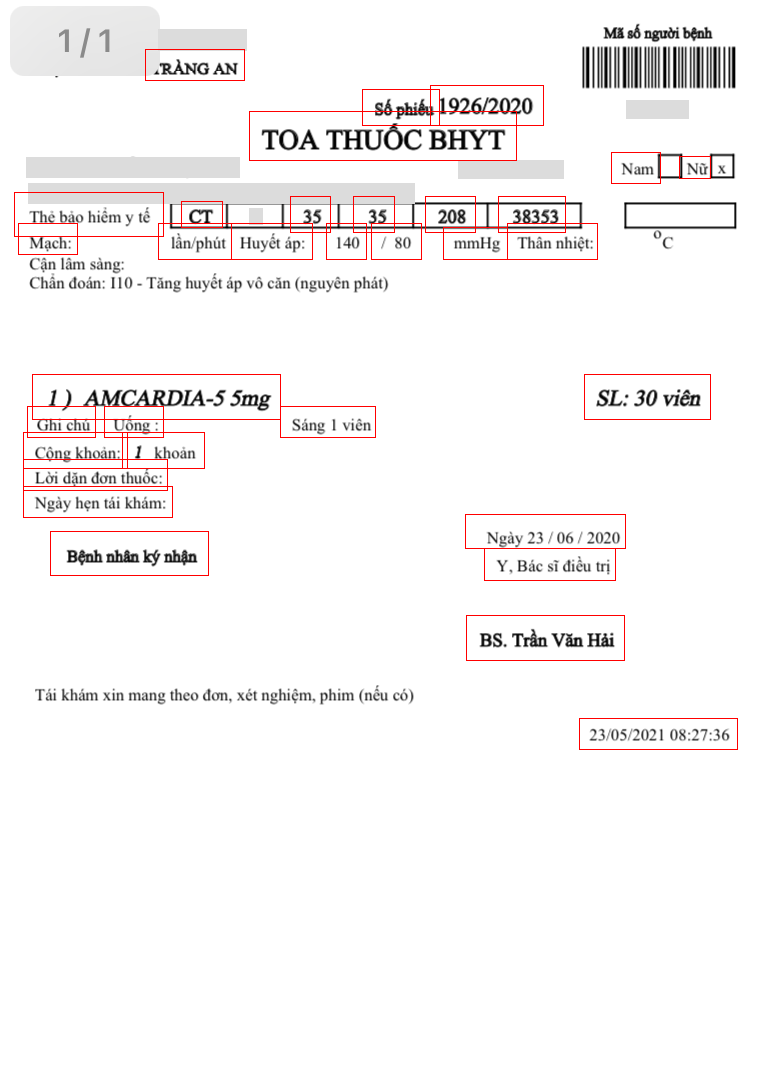 1/1
Mã số người bệnh
TRÀNG AN
Số phiếu 1926/2020
TOA THUỐC BHYT
Nam Nữ x
Thẻ bảo hiểm y tế CT 35 35 208 38353
Mạch: lần/phút Huyết áp: 140 / 80 mmHg Thân nhiệt: °C
Cận lâm sàng:
Chẩn đoán: I10 - Tăng huyết áp vô căn (nguyên phát)
1 ) AMCARDIA-5 5mg SL: 30 viên
Ghi chú Uống : Sáng 1 viên
Cộng khoản: 1 khoản
Lời dặn đơn thuốc:
Ngày hẹn tái khám:
Ngày 23 / 06 / 2020
Bệnh nhân ký nhận Y, Bác sĩ điều trị
BS. Trần Văn Hải
Tái khám xin mang theo đơn, xét nghiệm, phim (nếu có)
23/05/2021 08:27:36